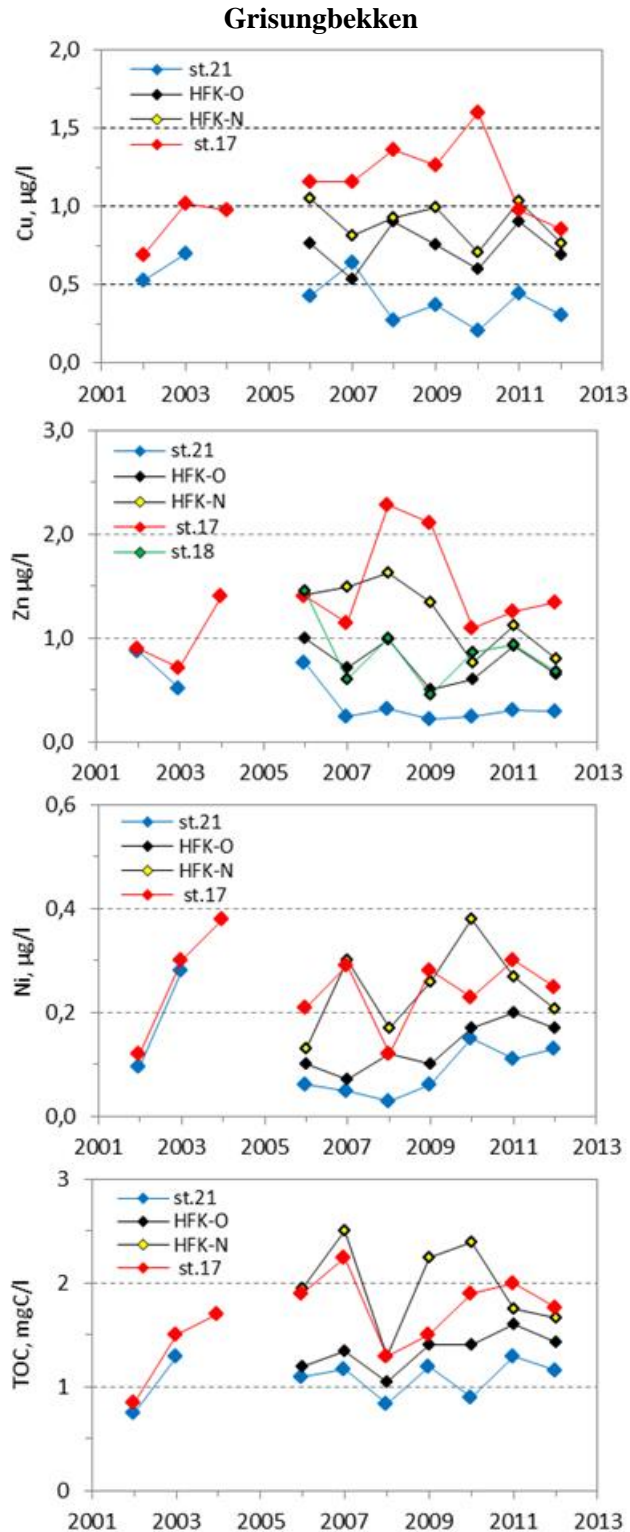 Grisungbekken
2,0
1,5
1,0
0,5
0,0
Cu, µg/l
st.21
HFK-O
HFK-N
st.17
2001 2003 2005 2007 2009 2011 2013
3,0
2,0
1,0
0,0
Zn µg/l
st.21
HFK-O
HFK-N
st.17
st.18
2001 2003 2005 2007 2009 2011 2013
0,6
0,4
0,2
0,0
Ni, µg/l
st.21
HFK-O
HFK-N
st.17
2001 2003 2005 2007 2009 2011 2013
3
2
1
0
TOC, mgC/l
st.21
HFK-O
HFK-N
st.17
2001 2003 2005 2007 2009 2011 2013